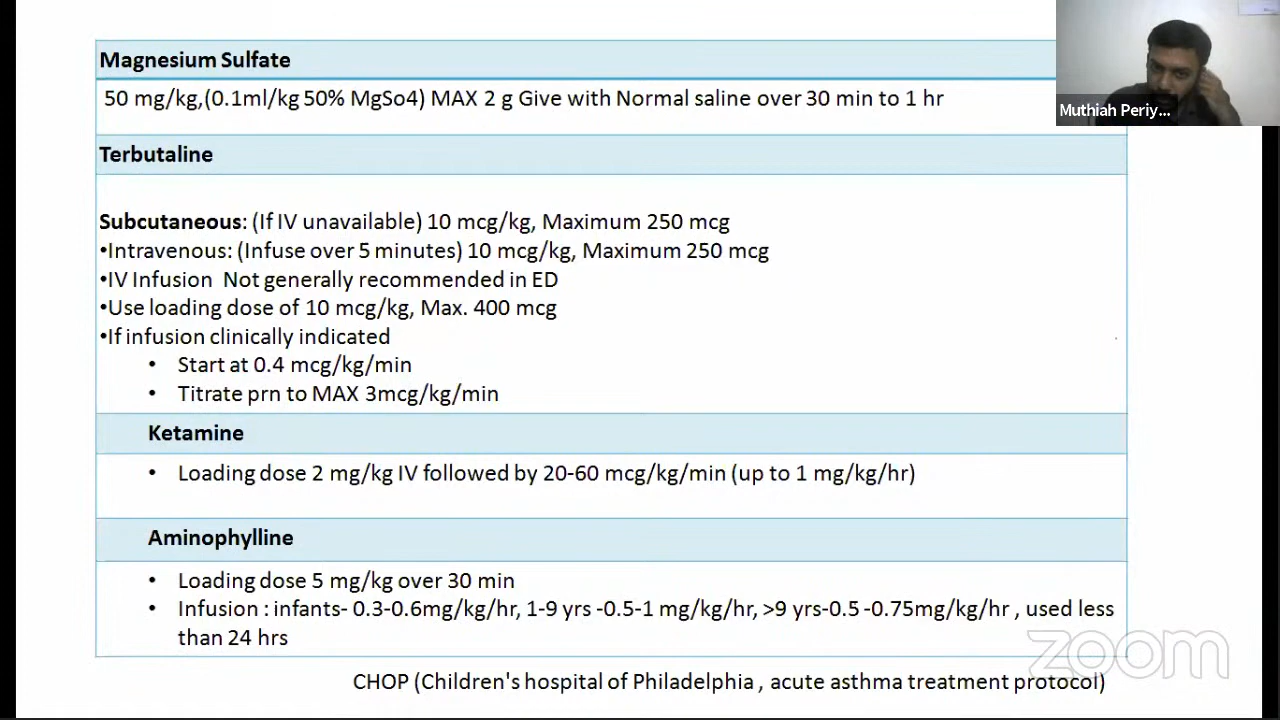 Magnesium Sulfate
50 mg/kg,(0.1ml/kg 50% MgSo4) MAX 2 g Give with Normal saline over 30 min to 1 hr
Muthiah Periy...
Terbutaline
Subcutaneous: (If IV unavailable) 10 mcg/kg, Maximum 250 mcg
•Intravenous: (Infuse over 5 minutes) 10 mcg/kg, Maximum 250 mcg
•IV Infusion  Not generally recommended in ED
•Use loading dose of 10 mcg/kg, Max. 400 mcg
•If infusion clinically indicated
• Start at 0.4 mcg/kg/min
• Titrate prn to MAX 3mcg/kg/min
Ketamine
• Loading dose 2 mg/kg IV followed by 20-60 mcg/kg/min (up to 1 mg/kg/hr)
Aminophylline
• Loading dose 5 mg/kg over 30 min
• Infusion : infants- 0.3-0.6mg/kg/hr, 1-9 yrs -0.5-1 mg/kg/hr, >9 yrs-0.5 -0.75mg/kg/hr , used less
than 24 hrs
zoom
CHOP (Children's hospital of Philadelphia , acute asthma treatment protocol)